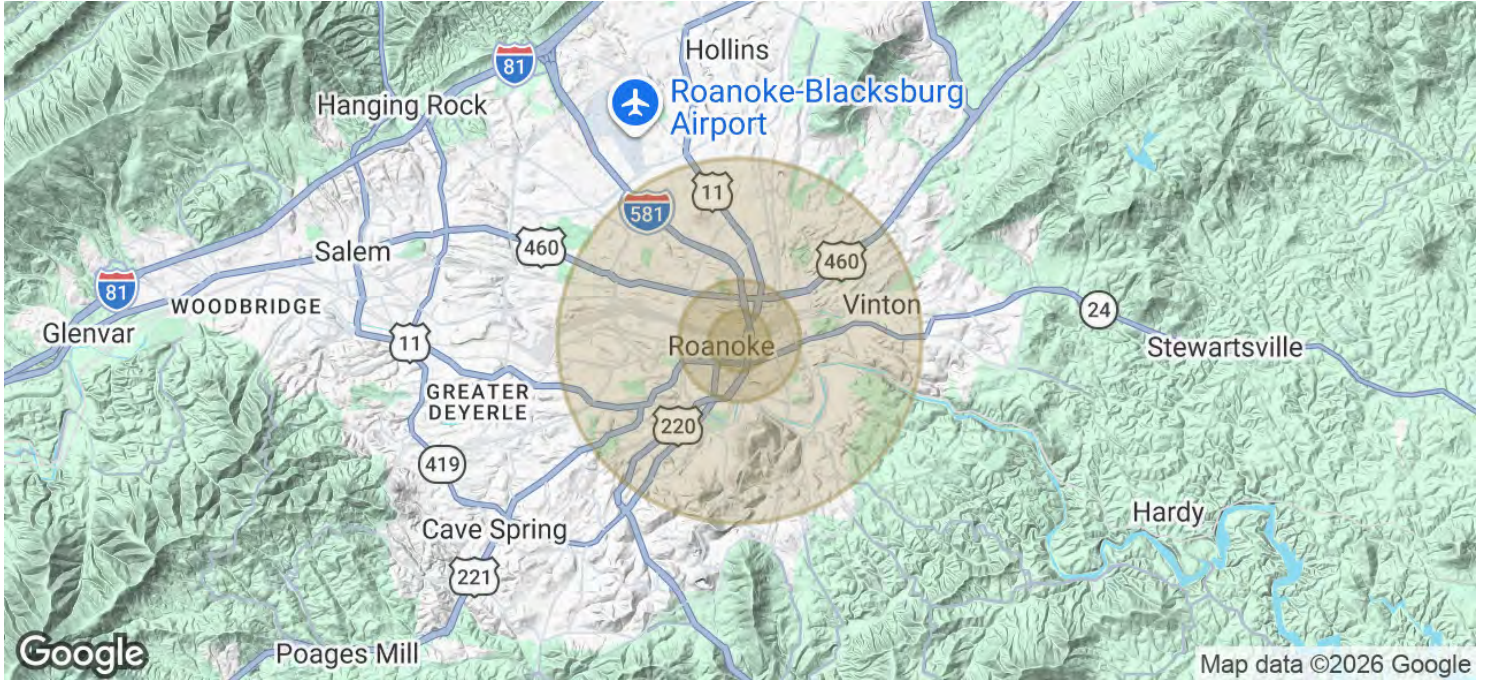 Hollins
81
Roanoke-Blacksburg
Airport
Hanging Rock
11
581
Salem
460
460
81
WOODBRIDGE
Vinton
24
Glenvar
11
Roanoke
Stewartsville
GREATER
DEYERLE
220
419
Hardy
Cave Spring
221
Poages Mill
Google
Map data ©2026 Google